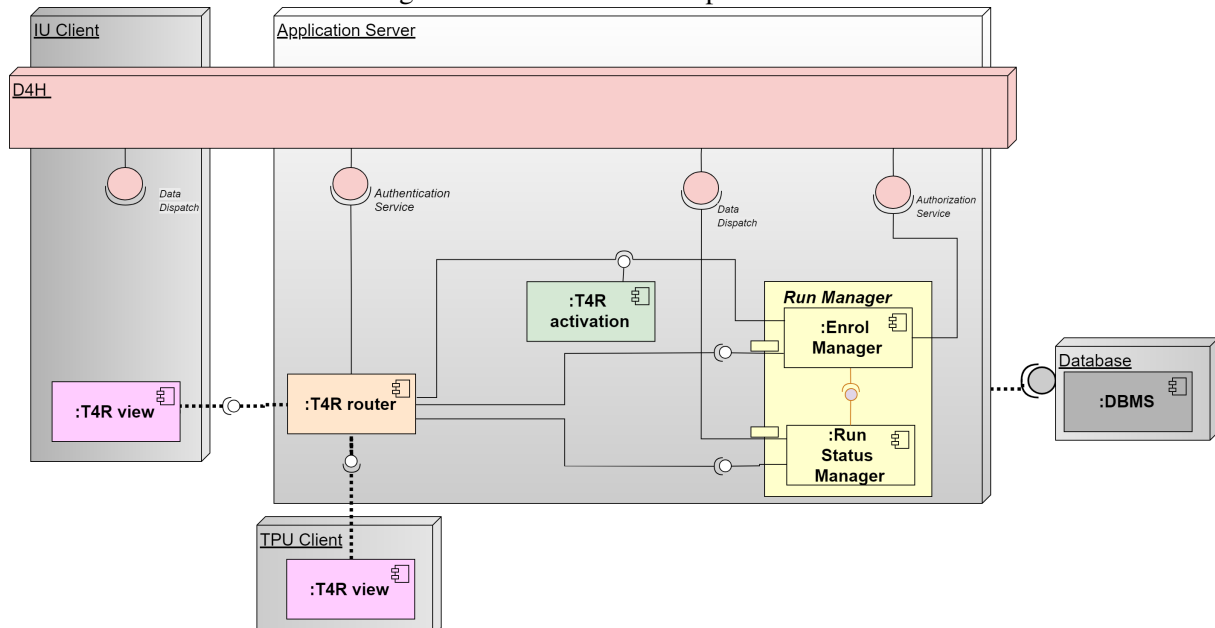 IU Client
Application Server
D4H
Data
Dispatch
Authentication
Service
Data
Dispatch
Authorization
Service
:T4R
activation
Run Manager
:Enrol
Manager
Database
:DBMS
:T4R view
:T4R router
:Run
Status
Manager
TPU Client
:T4R view